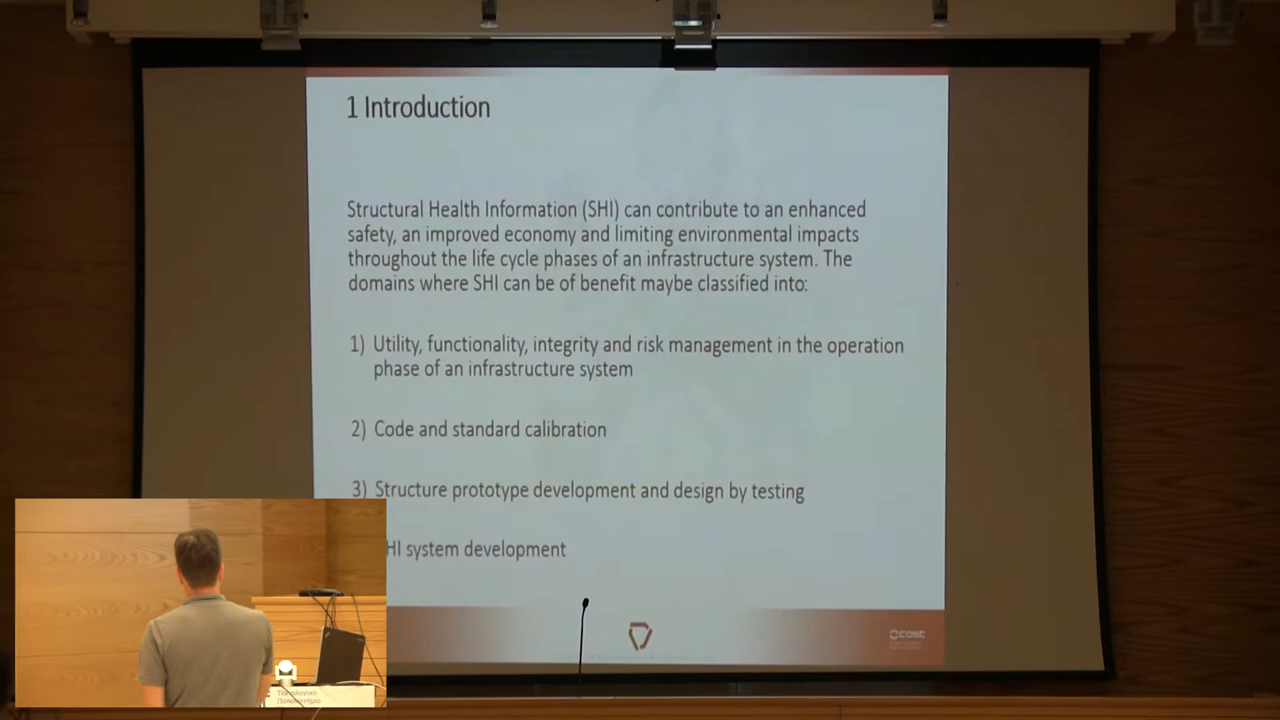 1 Introduction
Structural Health Information (SHI) can contribute to an enhanced
safety, an improved economy and limiting environmental impacts
throughout the life cycle phases of an infrastructure system. The
domains where SHI can be of benefit maybe classified into:
1) Utility, functionality, integrity and risk management in the operation
phase of an infrastructure system
2) Code and standard calibration
3) Structure prototype development and design by testing
HI system development
cost